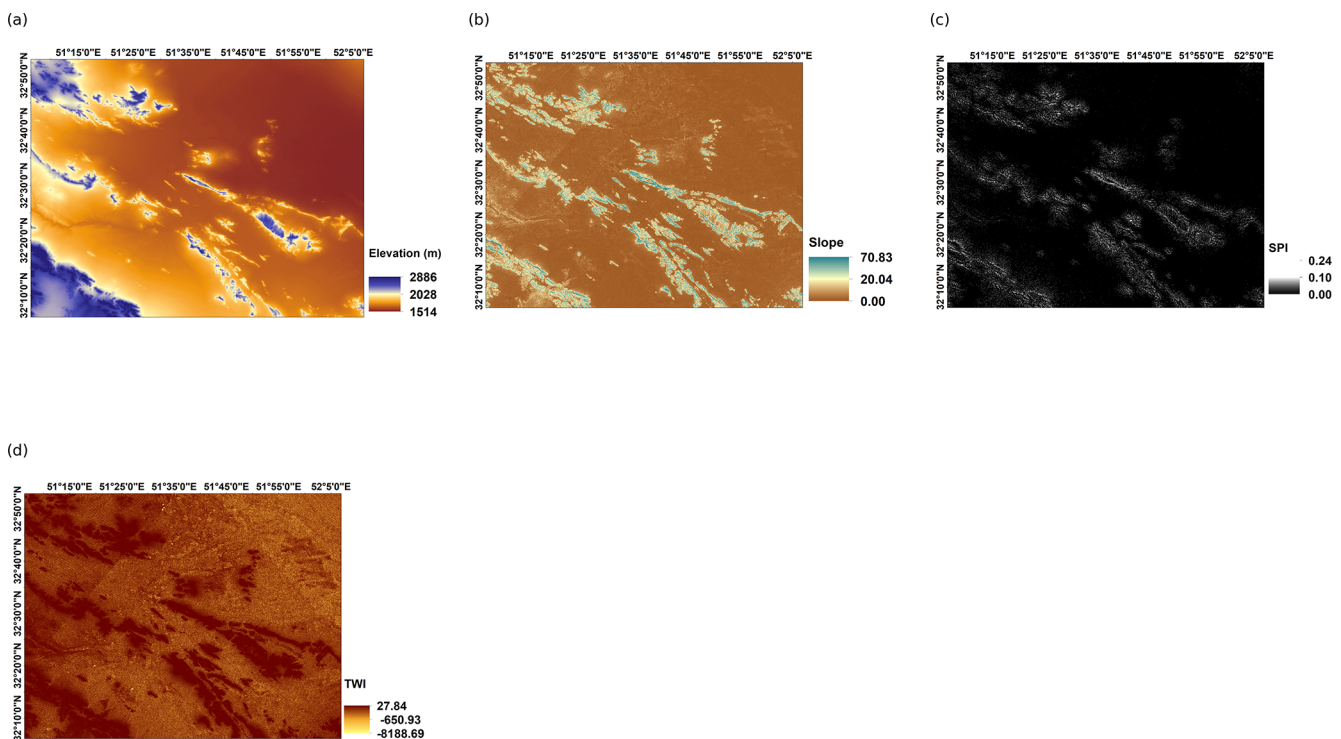 (a)
51°15'0"E 51°25'0"E 51°35'0"E 51°45'0"E 51°55'0"E 52°5'0"E
32°50'0"N
32°40'0"N
32°30'0"N
32°20'0"N
32°10'0"N
Elevation (m)
2886
2028
1514
(b)
51°15'0"E 51°25'0"E 51°35'0"E 51°45'0"E 51°55'0"E 52°5'0"E
32°50'0"N
32°40'0"N
32°30'0"N
32°20'0"N
32°10'0"N
Slope
70.83
20.04
0.00
(c)
51°15'0"E 51°25'0"E 51°35'0"E 51°45'0"E 51°55'0"E 52°5'0"E
32°50'0"N
32°40'0"N
32°30'0"N
32°20'0"N
32°10'0"N
SPI
0.24
0.10
0.00
(d)
51°15'0"E 51°25'0"E 51°35'0"E 51°45'0"E 51°55'0"E 52°5'0"E
32°50'0"N
32°40'0"N
32°30'0"N
32°20'0"N
32°10'0"N
TWI
27.84
-650.93
-8188.69